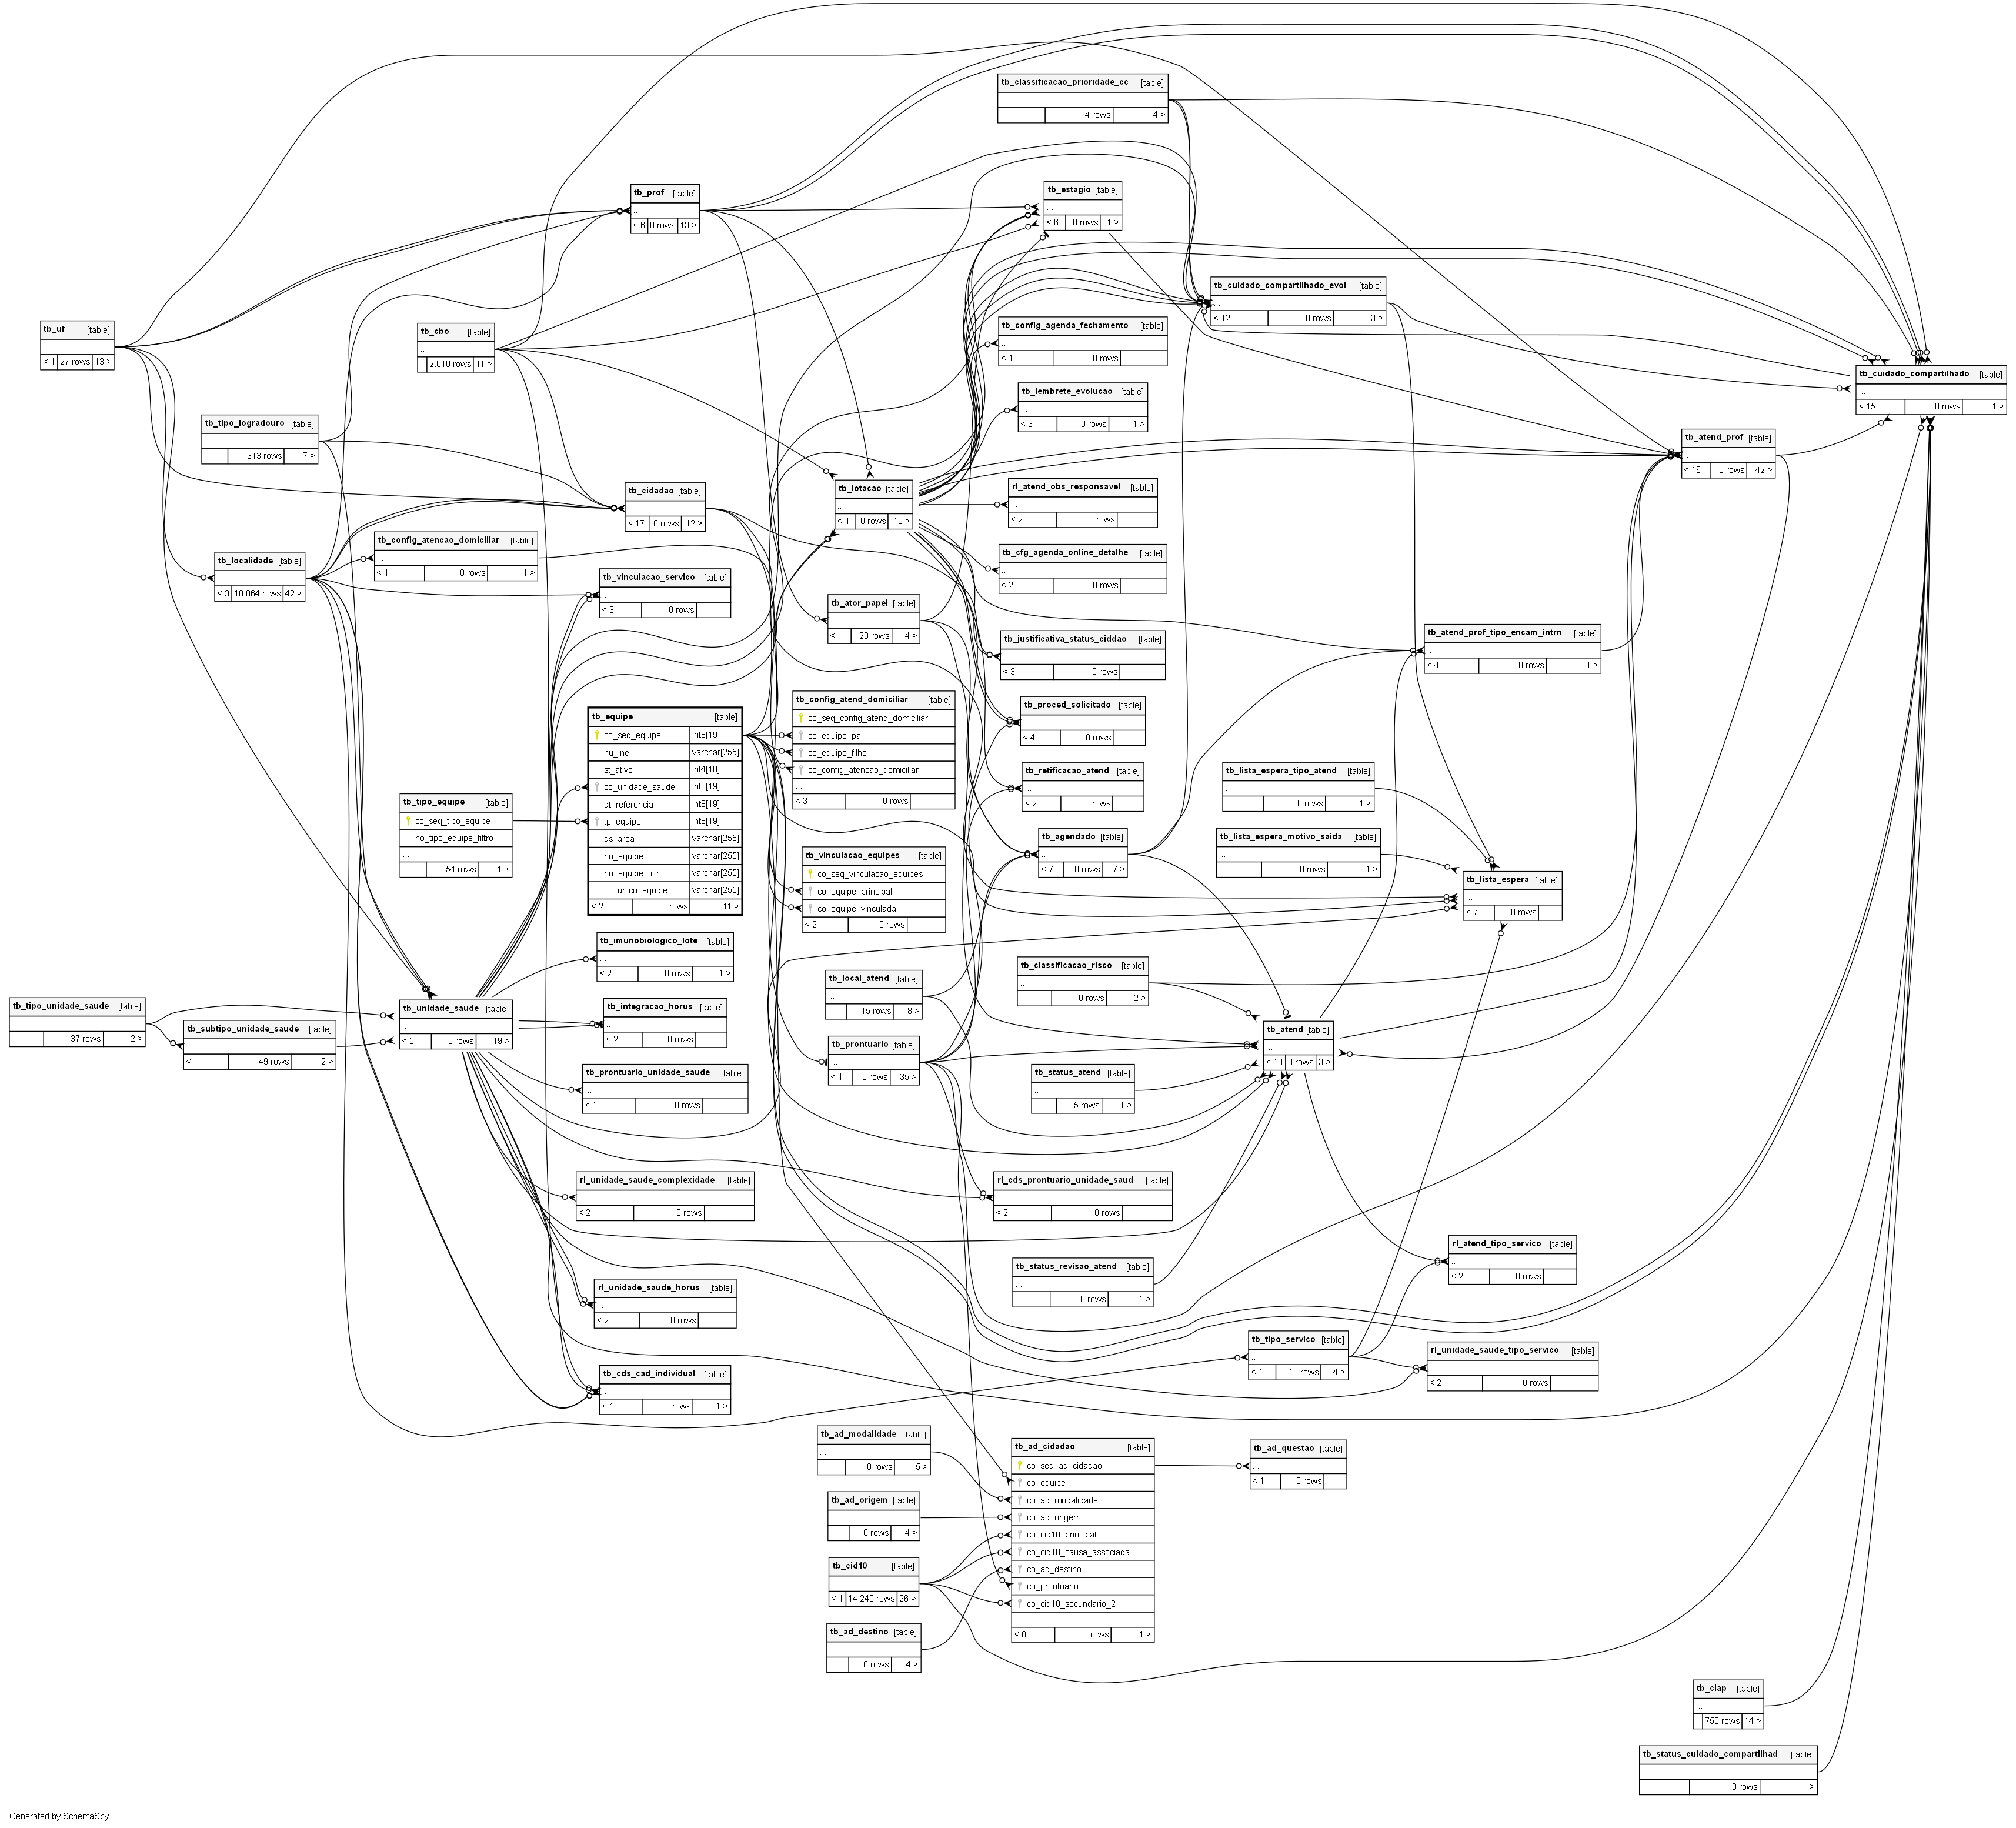 tb_classificacao_prioridade_cc [table]
...
4 rows 4 >
tb_prof [table]
...
< 6 0 rows 13 >
tb_estagio [table]
...
< 6 0 rows 1 >
tb_cuidado_compartilhado_evol [table]
...
< 12 0 rows 3 >
tb_uf [table]
...
< 1 27 rows 13 >
tb_cbo [table]
...
2.610 rows 11 >
tb_config_agenda_fechamento [table]
...
< 1 0 rows
tb_cuidado_compartilhado [table]
...
< 15 0 rows 1 >
tb_lembrete_evolucao [table]
...
< 3 0 rows 1 >
tb_tipo_logradouro [table]
...
313 rows 7 >
tb_atend_prof [table]
...
< 16 0 rows 42 >
tb_cidadao [table]
...
< 17 0 rows 12 >
tb_lotacao [table]
...
< 4 0 rows 18 >
rl_atend_obs_responsavel [table]
...
< 2 0 rows
tb_config_atencao_domiciliar [table]
...
< 1 0 rows 1 >
tb_localidade [table]
...
< 3 10.864 rows 42 >
tb_cfg_agenda_online_detalhe [table]
...
< 2 0 rows
tb_vinculacao_servico [table]
...
< 3 0 rows
tb_ator_papel [table]
...
< 1 20 rows 14 >
tb_justificativa_status_ciddao [table]
...
< 3 0 rows
tb_atend_prof_tipo_encam_intrn [table]
...
< 4 0 rows 1 >
tb_equipe [table]
co_seq_equipe int8[19]
nu_ine varchar[255]
st_ativo int4[10]
co_unidade_saude int8[19]
qt_referencia int8[19]
tp_equipe int8[19]
ds_area varchar[255]
no_equipe varchar[255]
no_equipe_filtro varchar[255]
co_unico_equipe varchar[255]
< 2 0 rows 11 >
tb_config_atend_domiciliar [table]
co_seq_config_atend_domiciliar
co_equipe_pai
co_equipe_filho
co_config_atencao_domiciliar
...
< 3 0 rows
tb_proced_solicitado [table]
...
< 4 0 rows
tb_retificacao_atend [table]
...
< 2 0 rows
tb_lista_espera_tipo_atend [table]
...
0 rows 1 >
tb_tipo_equipe [table]
co_seq_tipo_equipe
no_tipo_equipe_filtro
...
54 rows 1 >
tb_agendado [table]
...
< 7 0 rows 7 >
tb_lista_espera_motivo_saida [table]
...
0 rows 1 >
tb_vinculacao_equipes [table]
co_seq_vinculacao_equipes
co_equipe_principal
co_equipe_vinculada
< 2 0 rows
tb_lista_espera [table]
...
< 7 0 rows
tb_imunobiologico_lote [table]
...
< 2 0 rows 1 >
tb_local_atend [table]
...
15 rows 8 >
tb_classificacao_risco [table]
...
0 rows 2 >
tb_tipo_unidade_saude [table]
...
37 rows 2 >
tb_subtipo_unidade_saude [table]
...
< 1 49 rows 2 >
tb_unidade_saude [table]
...
< 5 0 rows 19 >
tb_integracao_horus [table]
...
< 2 0 rows
tb_atend [table]
...
< 10 0 rows 3 >
tb_prontuario [table]
...
< 1 0 rows 35 >
tb_prontuario_unidade_saude [table]
...
< 1 0 rows
tb_status_atend [table]
...
5 rows 1 >
rl_unidade_saude_complexidade [table]
...
< 2 0 rows
rl_cds_prontuario_unidade_saud [table]
...
< 2 0 rows
rl_atend_tipo_servico [table]
...
< 2 0 rows
tb_status_revisao_atend [table]
...
0 rows 1 >
rl_unidade_saude_horus [table]
...
< 2 0 rows
tb_tipo_servico [table]
...
< 1 10 rows 4 >
rl_unidade_saude_tipo_servico [table]
...
< 2 0 rows
tb_cds_cad_individual [table]
...
< 10 0 rows 1 >
tb_ad_modalidade [table]
...
0 rows 5 >
tb_ad_cidadao [table]
co_seq_ad_cidadao
co_equipe
co_ad_modalidade
co_ad_origem
co_cid10_principal
co_cid10_causa_associada
co_ad_destino
co_prontuario
co_cid10_secundario_2
...
< 8 0 rows 1 >
tb_ad_questao [table]
...
< 1 0 rows
tb_ad_origem [table]
...
0 rows 4 >
tb_cid10 [table]
...
< 1 14.240 rows 26 >
tb_ad_destino [table]
...
0 rows 4 >
tb_ciap [table]
...
750 rows 14 >
tb_status_cuidado_compartilhad [table]
...
0 rows 1 >
Generated by SchemaSpy